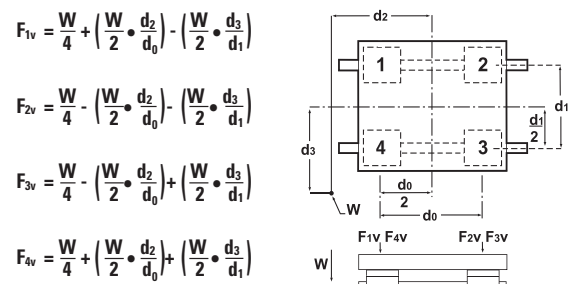 F1v = W/4 + ( W/2 • d2/d0 ) - ( W/2 • d3/d1 )
F2v = W/4 - ( W/2 • d2/d0 ) - ( W/2 • d3/d1 )
F3v = W/4 - ( W/2 • d2/d0 ) + ( W/2 • d3/d1 )
F4v = W/4 + ( W/2 • d2/d0 ) + ( W/2 • d3/d1 )
d2
1 2
d1
d1/2
d3
4 3
d0/2
W
d0
F1V F4V F2V F3V
W